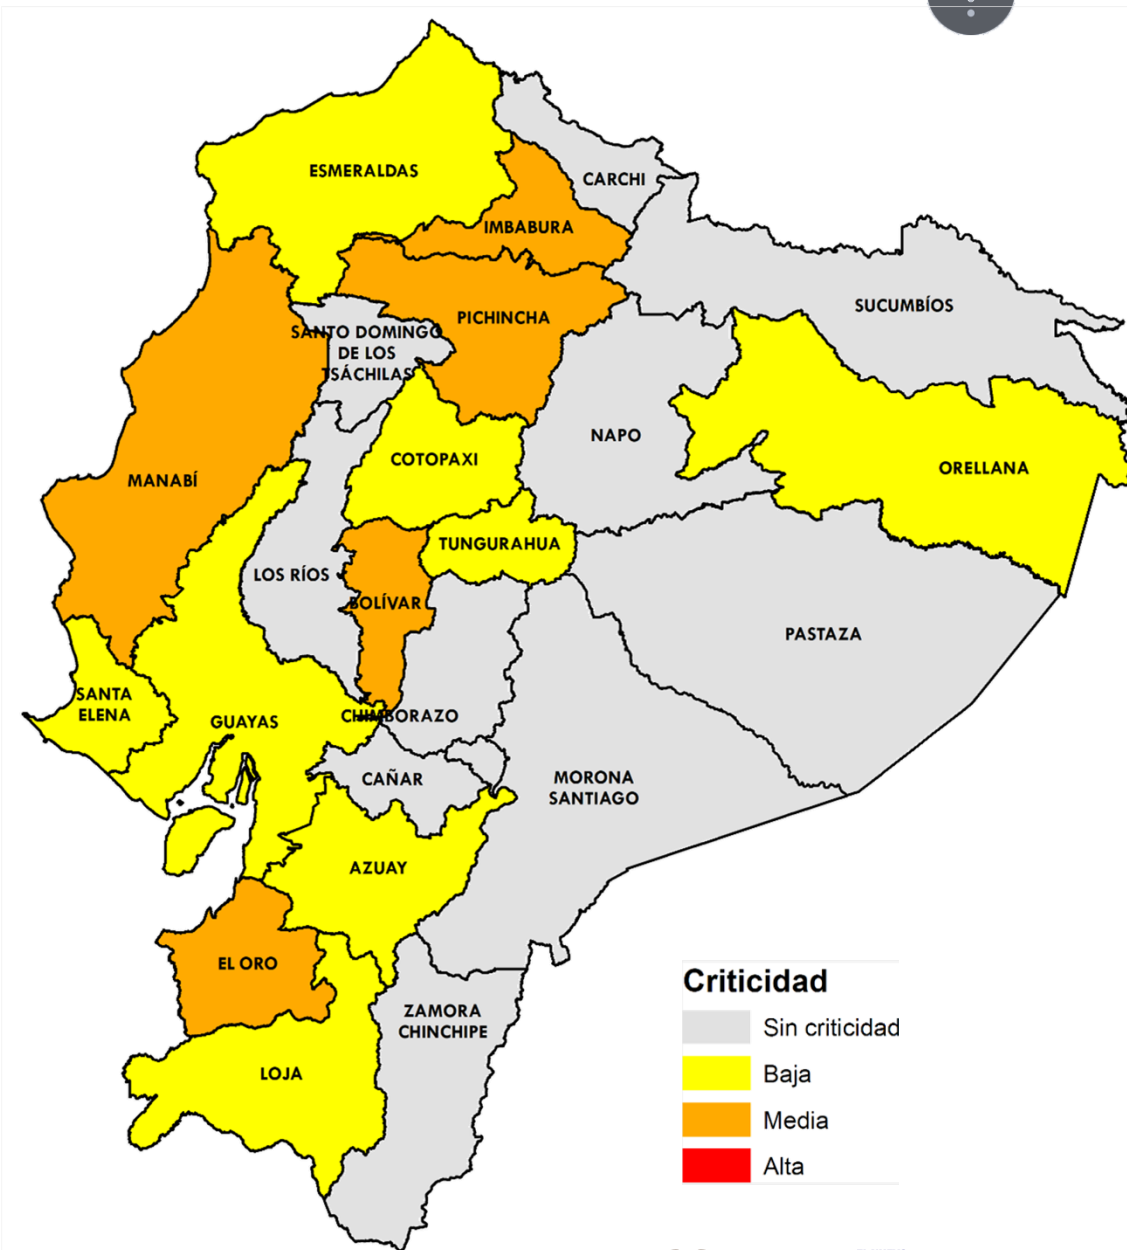 ESMERALDAS
CARCHI
IMBABURA
SUCUMBÍOS
PICHINCHA
SANTO DOMINGO
DE LOS
TSÁCHILAS
NAPO
COTOPAXI
ORELLANA
MANABÍ
TUNGURAHUA
LOS RÍOS
BOLÍVAR
PASTAZA
SANTA
ELENA
GUAYAS
CHIMBORAZO
CAÑAR
MORONA
SANTIAGO
AZUAY
EL ORO
ZAMORA
CHINCHIPE
LOJA
Criticidad
Sin criticidad
Baja
Media
Alta